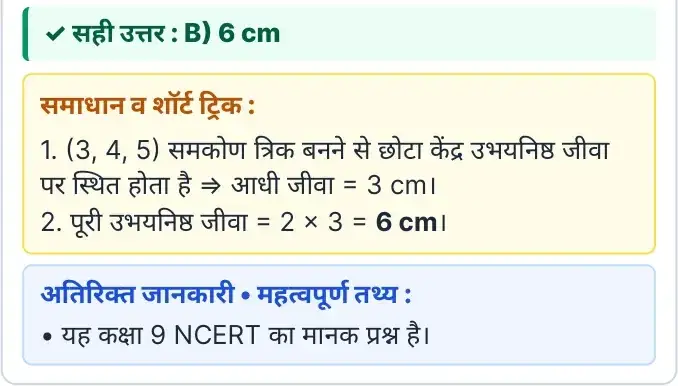 ✓ सही उत्तर : B) 6 cm
समाधान व शॉर्ट ट्रिक :
1. (3, 4, 5) समकोण त्रिक बनने से छोटा केंद्र उभयनिष्ठ जीवा
पर स्थित होता है ⇒ आधी जीवा = 3 cm।
2. पूरी उभयनिष्ठ जीवा = 2 × 3 = 6 cm।
अतिरिक्त जानकारी • महत्वपूर्ण तथ्य :
• यह कक्षा 9 NCERT का मानक प्रश्न है।